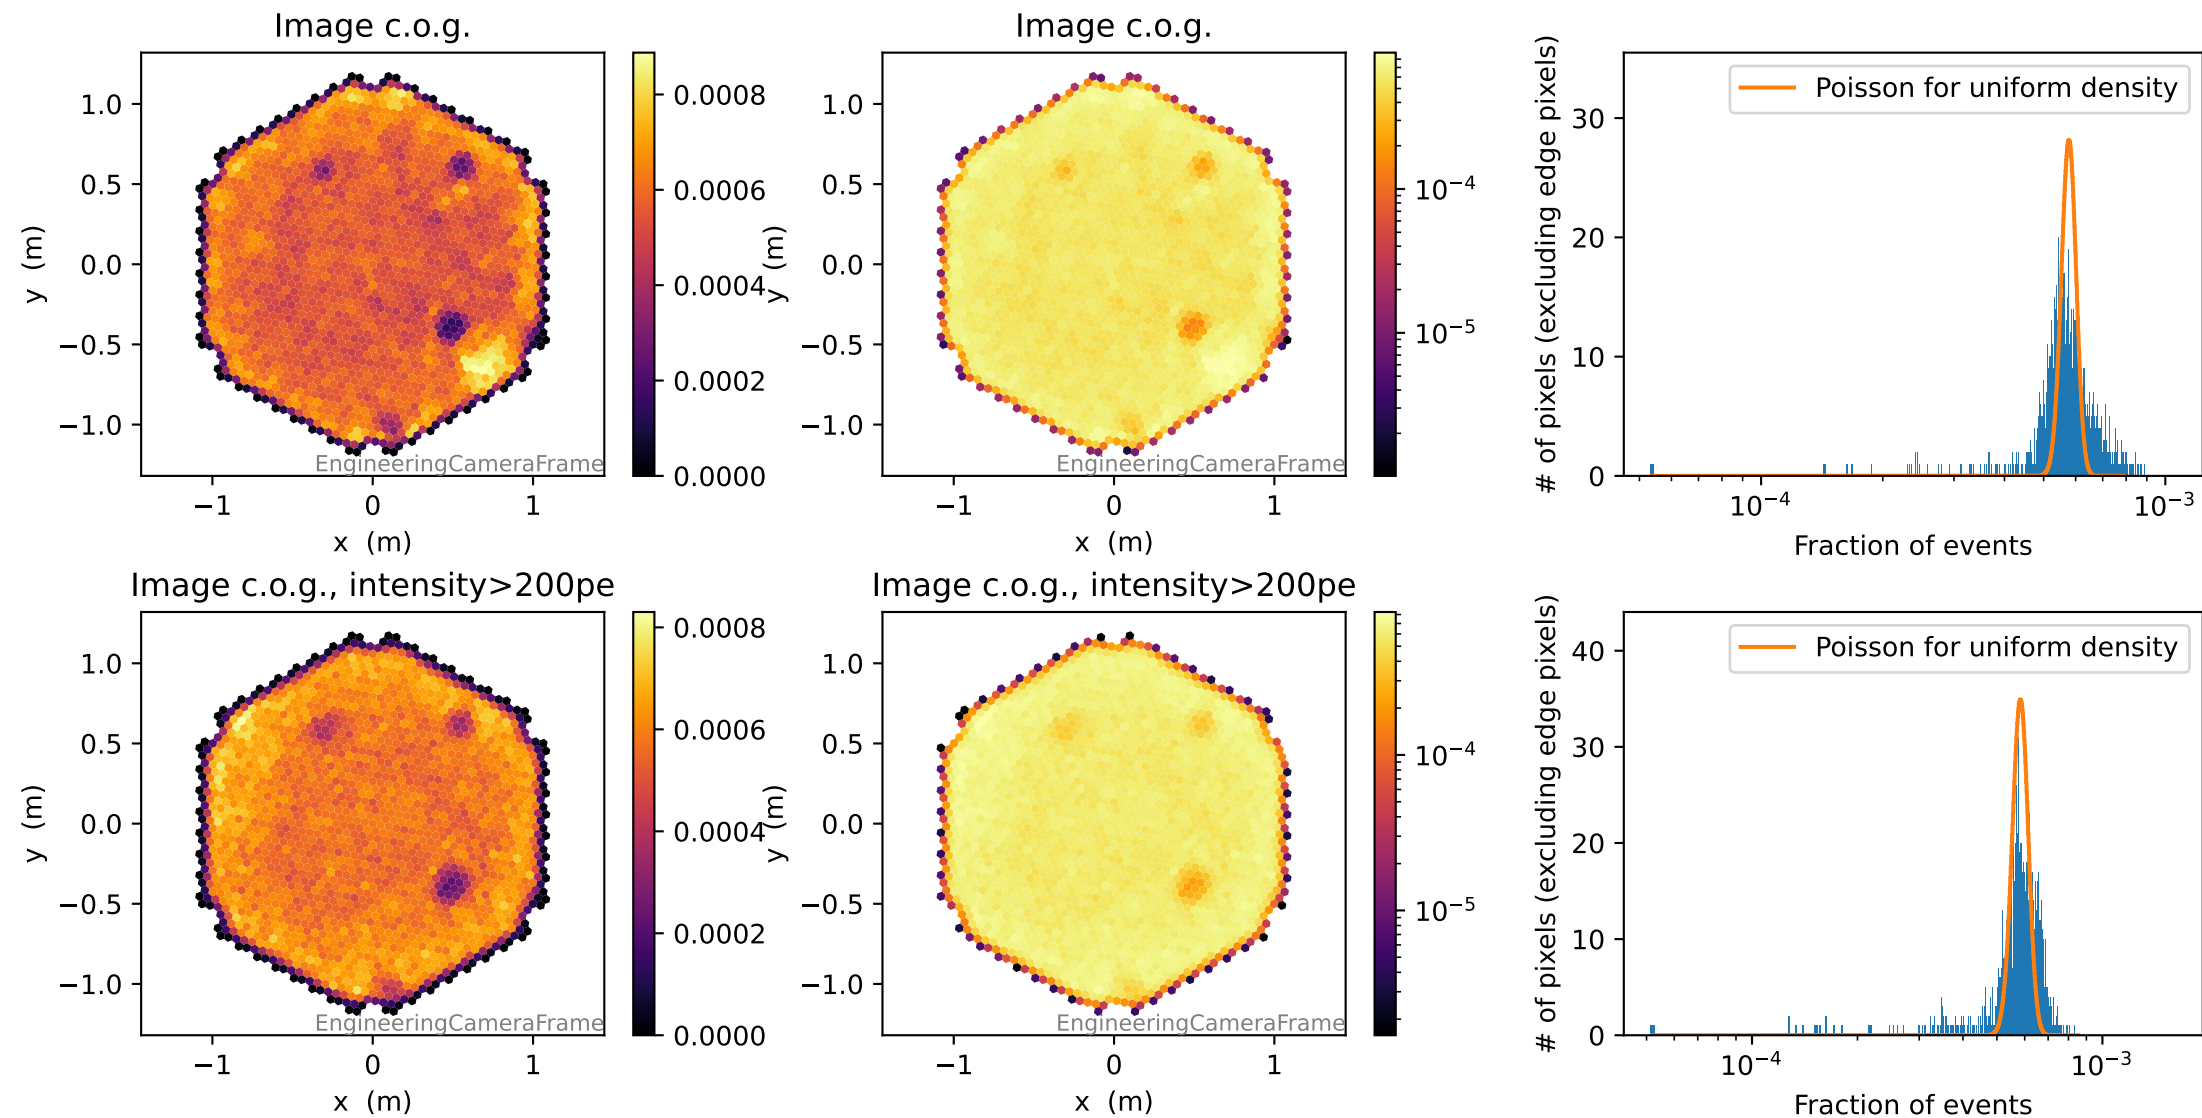 Image c.o.g.
1.0
0.5
0.0
−0.5
−1.0
y (m)
−1
0
1
x (m)
EngineeringCameraFrame
0.0008
0.0006
0.0004
0.0002
0.0000
Image c.o.g.
1.0
0.5
0.0
−0.5
−1.0
y (m)
−1
0
1
x (m)
EngineeringCameraFrame
10⁻⁴
10⁻⁵
# of pixels (excluding edge pixels)
30
20
10
0
Poisson for uniform density
10⁻⁴
10⁻³
Fraction of events
Image c.o.g., intensity>200pe
1.0
0.5
0.0
−0.5
−1.0
y (m)
−1
0
1
x (m)
EngineeringCameraFrame
0.0008
0.0006
0.0004
0.0002
0.0000
Image c.o.g., intensity>200pe
1.0
0.5
0.0
−0.5
−1.0
y (m)
−1
0
1
x (m)
EngineeringCameraFrame
10⁻⁴
10⁻⁵
# of pixels (excluding edge pixels)
40
30
20
10
0
Poisson for uniform density
10⁻⁴
10⁻³
Fraction of events